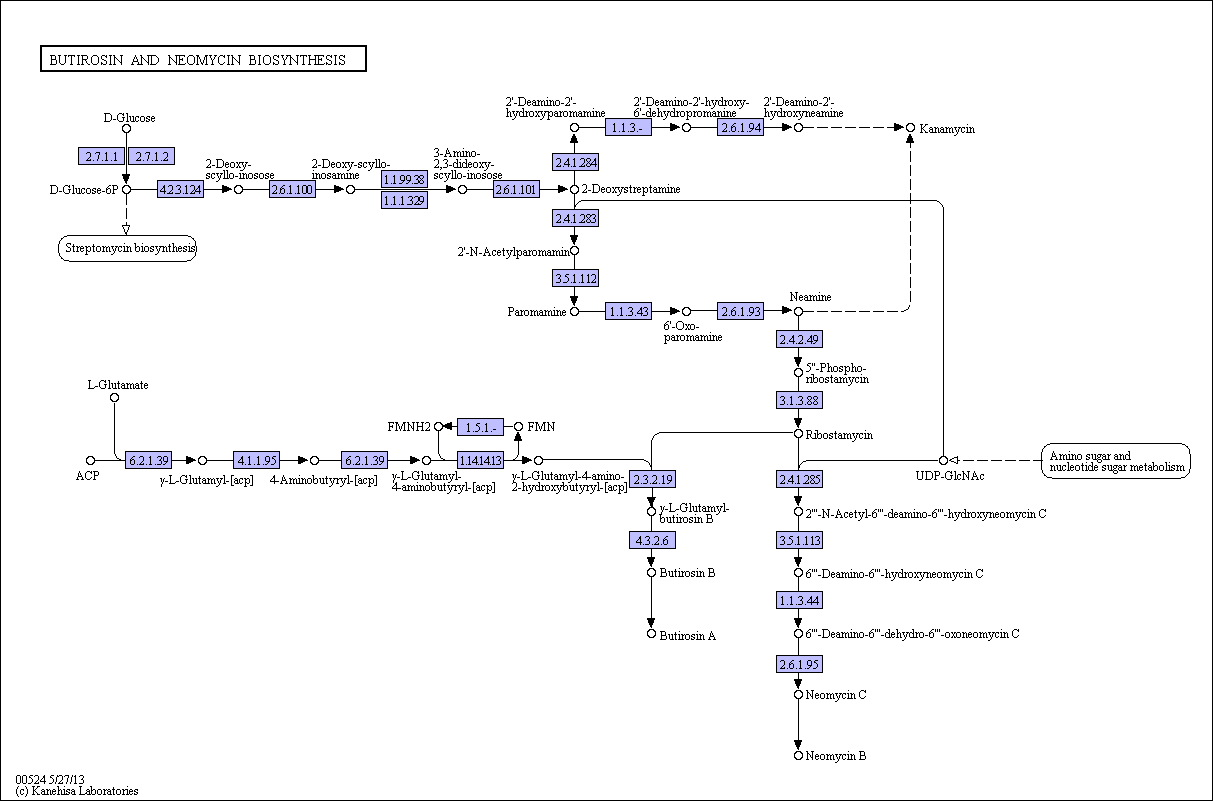 BUTIROSIN AND NEOMYCIN BIOSYNTHESIS
2'-Deamino-2'-
hydroxyparomamine
2'-Deamino-2'-hydroxy-
6'-dehydropromanine
2'-Deamino-2'-
hydroxyneamine
D-Glucose
1.1.3.-
2.6.1.94
Kanamycin
2.7.1.1
2.7.1.2
2-Deoxy-
scyllo-inosose
2-Deoxy-scyllo-
inosamine
3-Amino-
2,3-dideoxy-
scyllo-inosose
2.4.1.284
D-Glucose-6P
4.2.3.124
2.6.1.100
1.1.99.38
1.1.1.329
2.6.1.101
2-Deoxystreptamine
2.4.1.283
Streptomycin biosynthesis
2'-N-Acetylparomamin
3.5.1.112
Neamine
Paromamine
1.1.3.43
2.6.1.93
6'-Oxo-
paromamine
2.4.2.49
5''-Phospho-
ribostamycin
L-Glutamate
3.1.3.88
FMNH2
1.5.1.-
FMN
Ribostamycin
ACP
6.2.1.39
4.1.1.95
6.2.1.39
1.14.14.13
γ-L-Glutamyl-[acp]
4-Aminobutyryl-[acp]
γ-L-Glutamyl-
4-aminobutyryl-[acp]
γ-L-Glutamyl-4-amino-
2-hydroxybutyryl-[acp]
2.3.2.19
2.4.1.285
UDP-GlcNAc
Amino sugar and
nucleotide sugar metabolism
γ-L-Glutamyl-
butirosin B
2'''-N-Acetyl-6'''-deamino-6'''-hydroxyneomycin C
4.3.2.6
3.5.1.113
Butirosin B
6'''-Deamino-6'''-hydroxyneomycin C
1.1.3.44
Butirosin A
6'''-Deamino-6'''-dehydro-6'''-oxoneomycin C
2.6.1.95
Neomycin C
Neomycin B
00524 5/27/13
(c) Kanehisa Laboratories